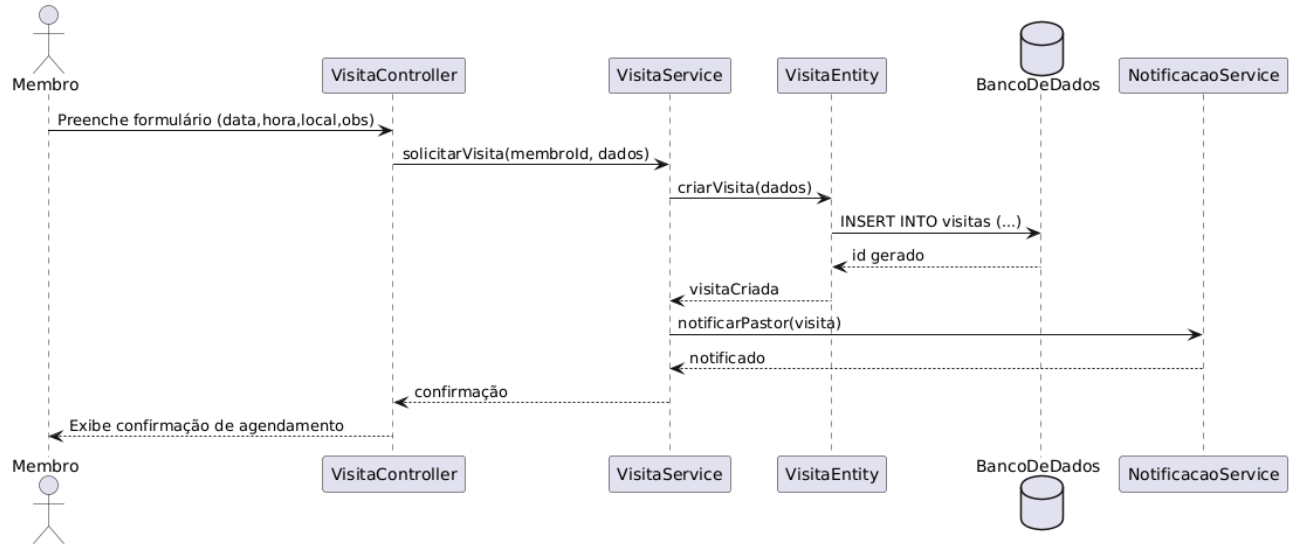 Membro
VisitaController
VisitaService
VisitaEntity
BancoDeDados
NotificacaoService
Preenche formulário (data,hora,local,obs)
solicitarVisita(membroId, dados)
criarVisita(dados)
INSERT INTO visitas (...)
id gerado
visitaCriada
notificarPastor(visita)
notificado
confirmação
Exibe confirmação de agendamento
Membro
VisitaController
VisitaService
VisitaEntity
BancoDeDados
NotificacaoService